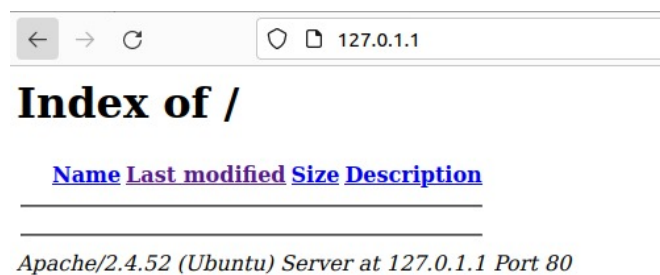 127.0.1.1
Index of /
Name Last modified Size Description
Apache/2.4.52 (Ubuntu) Server at 127.0.1.1 Port 80